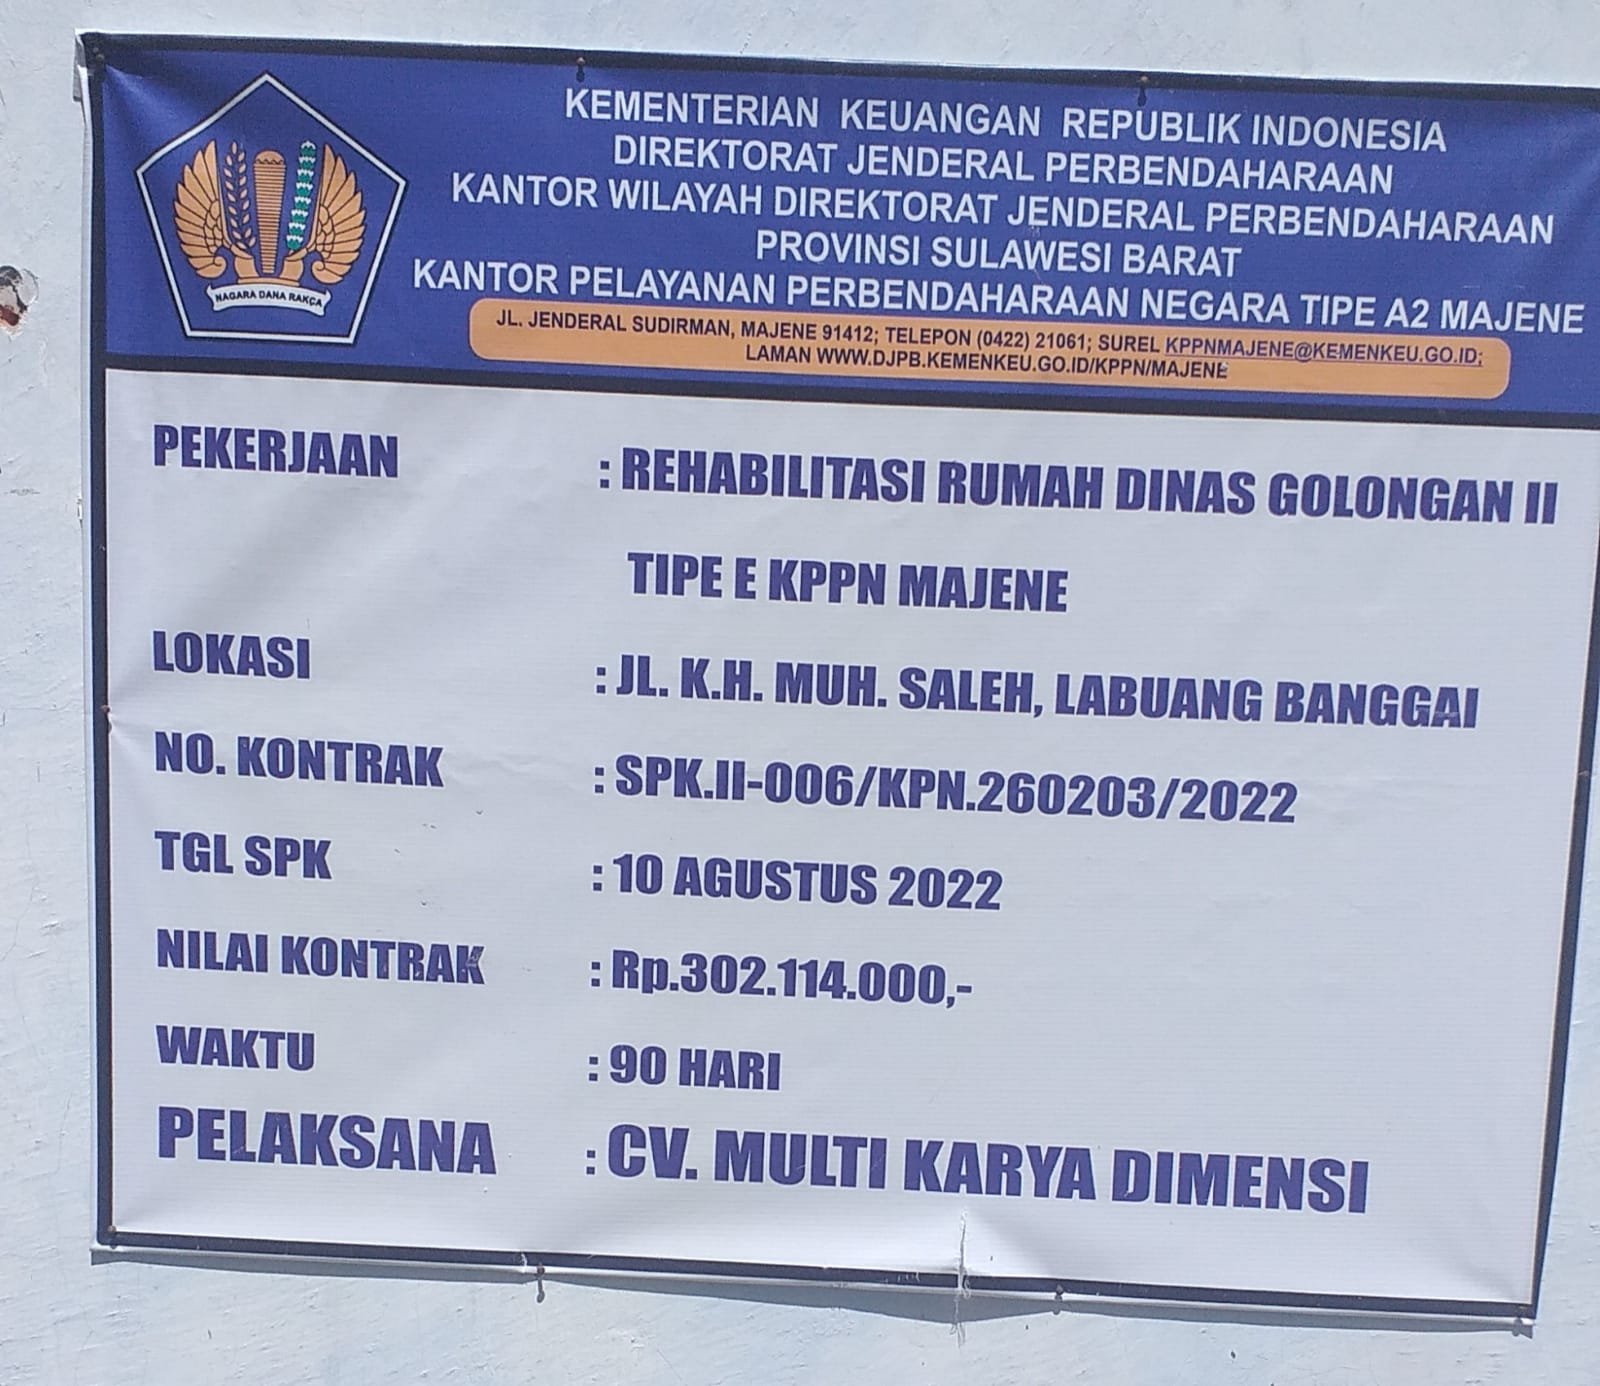 KEMENTERIAN KEUANGAN REPUBLIK INDONESIA
DIREKTORAT JENDERAL PERBENDAHARAAN
KANTOR WILAYAH DIREKTORAT JENDERAL PERBENDAHARAAN
PROVINSI SULAWESI BARAT
KANTOR PELAYANAN PERBENDAHARAAN NEGARA TIPE A2 MAJENE
NAGARA DANA RAKÇA
JL. JENDERAL SUDIRMAN, MAJENE 91412; TELEPON (0422) 21061; SUREL KPPNMAJENE@KEMENKEU.GO.ID;
LAMAN WWW.DJPB.KEMENKEU.GO.ID/KPPN/MAJENE
PEKERJAAN : REHABILITASI RUMAH DINAS GOLONGAN II
TIPE E KPPN MAJENE
LOKASI : JL. K.H. MUH. SALEH, LABUANG BANGGAI
NO. KONTRAK : SPK.II-006/KPN.260203/2022
TGL SPK : 10 AGUSTUS 2022
NILAI KONTRAK : Rp.302.114.000,-
WAKTU : 90 HARI
PELAKSANA : CV. MULTI KARYA DIMENSI